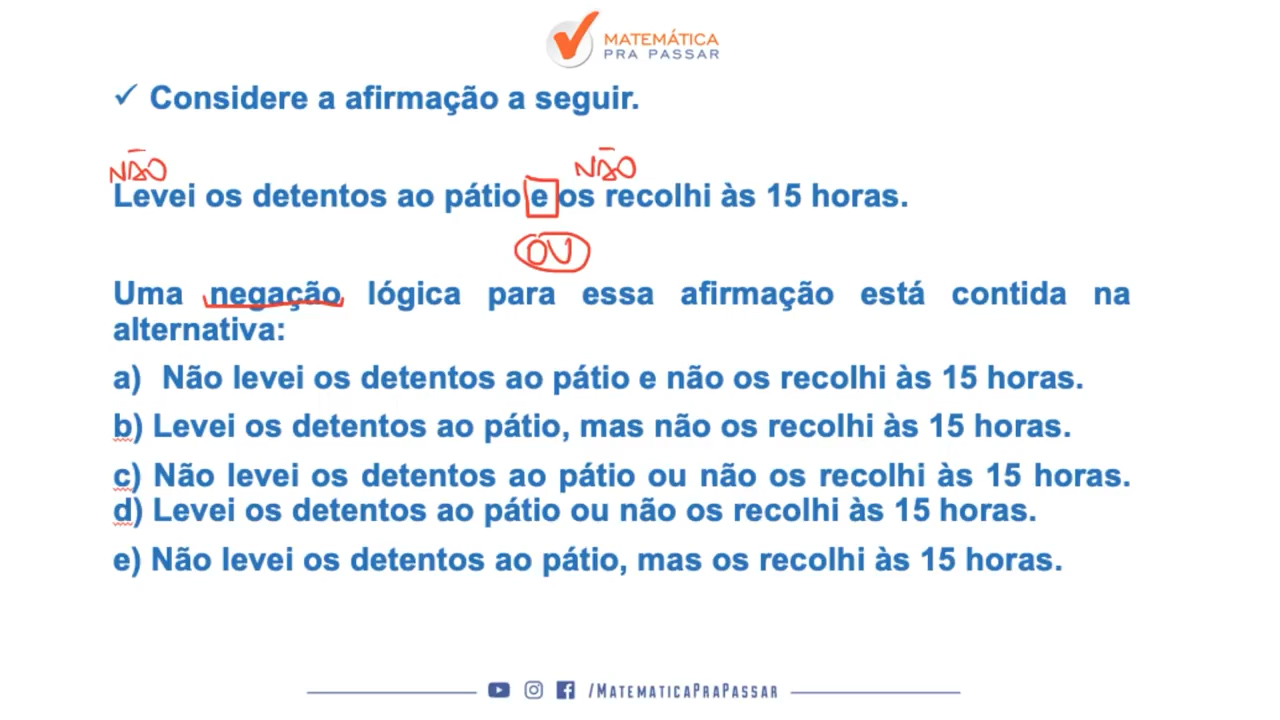 MATEMÁTICA
PRA PASSAR
✓ Considere a afirmação a seguir.
NÃO NÃO
Levei os detentos ao pátio e os recolhi às 15 horas.
OU
Uma negação lógica para essa afirmação está contida na
alternativa:
a) Não levei os detentos ao pátio e não os recolhi às 15 horas.
b) Levei os detentos ao pátio, mas não os recolhi às 15 horas.
c) Não levei os detentos ao pátio ou não os recolhi às 15 horas.
d) Levei os detentos ao pátio ou não os recolhi às 15 horas.
e) Não levei os detentos ao pátio, mas os recolhi às 15 horas.
/MATEMATICAPRAPASSAR